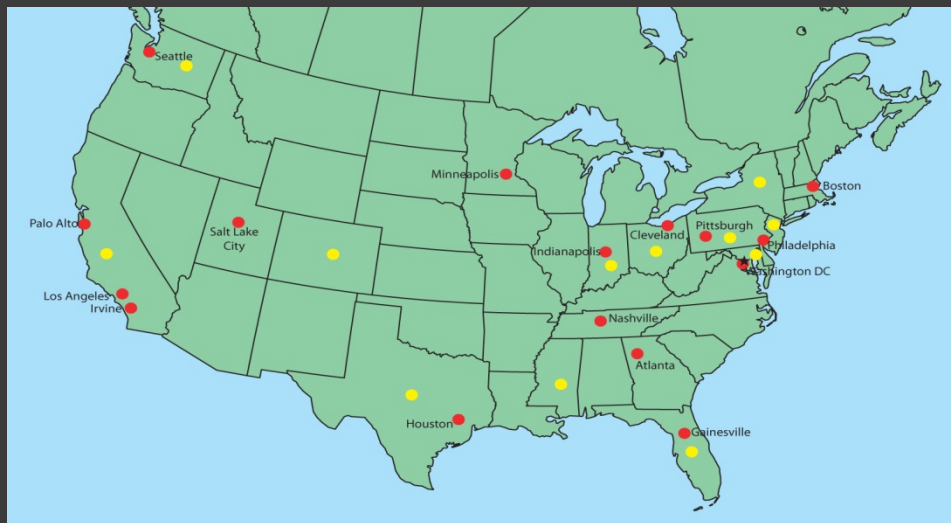 Seattle
Minneapolis
Boston
Palo Alto
Salt Lake
City
Cleveland
Pittsburgh
Philadelphia
Indianapolis
Washington DC
Los Angeles
Irvine
Nashville
Atlanta
Houston
Gainesville